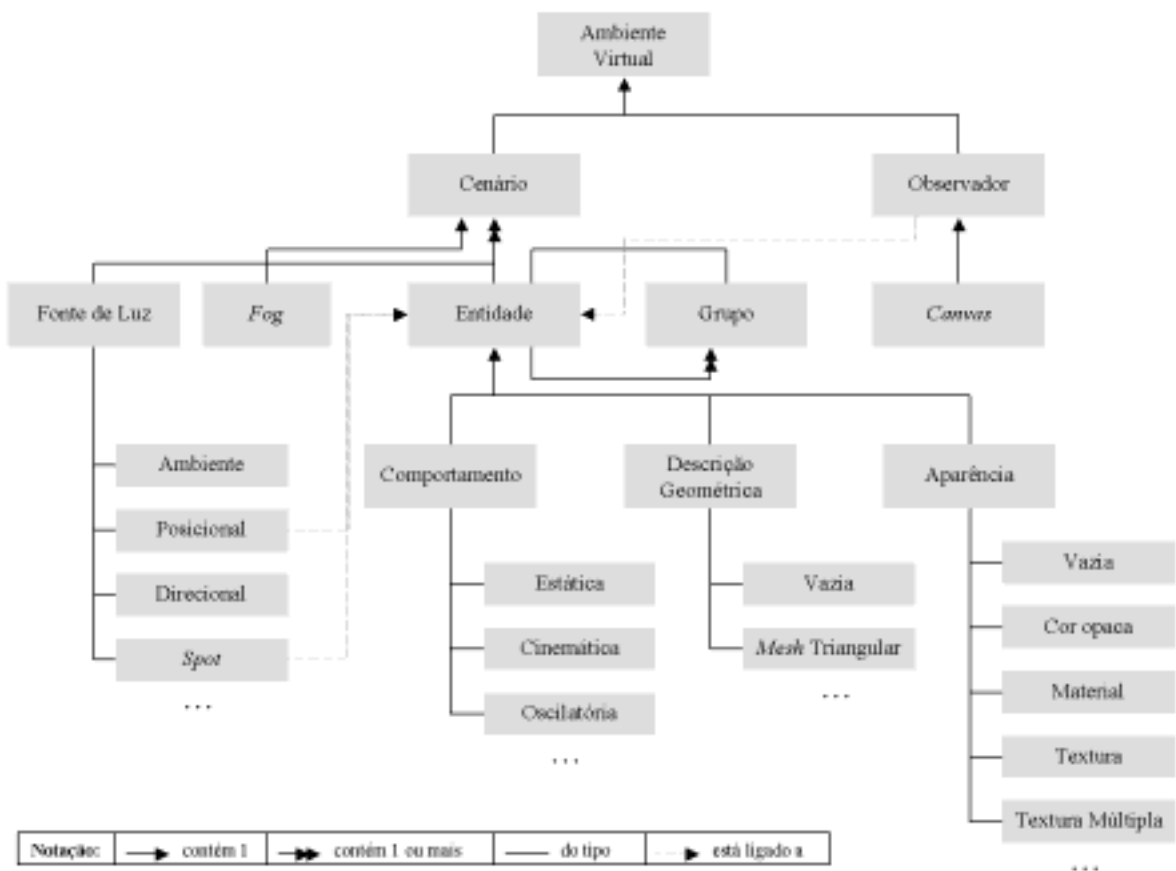 Ambiente
Virtual
Cenário
Observador
Fonte de Luz
Fog
Entidade
Grupo
Canvas
Ambiente
Posicional
Direcional
Spot
...
Comportamento
Estática
Cinemática
Oscilatória
...
Descrição
Geométrica
Vazia
Mesh Triangular
...
Aparência
Vazia
Cor opaca
Material
Textura
Textura Múltipla
...
Notação: contém 1 contém 1 ou mais do tipo está ligado a